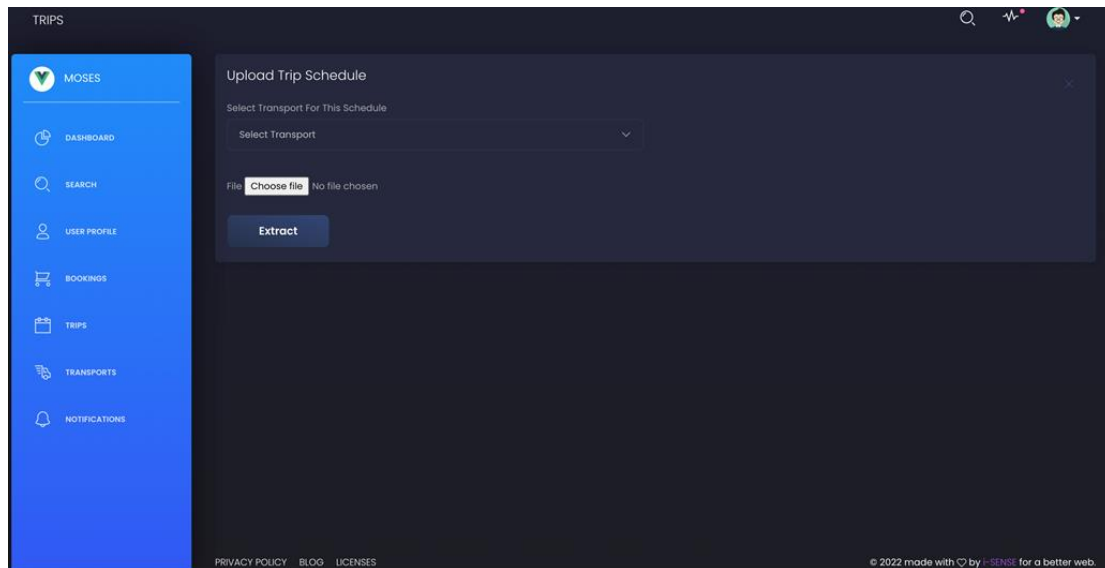 TRIPS
MOSES
DASHBOARD
SEARCH
USER PROFILE
BOOKINGS
TRIPS
TRANSPORTS
NOTIFICATIONS
Upload Trip Schedule
Select Transport For This Schedule
Select Transport
File Choose file No file chosen
Extract
PRIVACY POLICY BLOG LICENSES
© 2022 made with ♡ by i-SENSE for a better web.